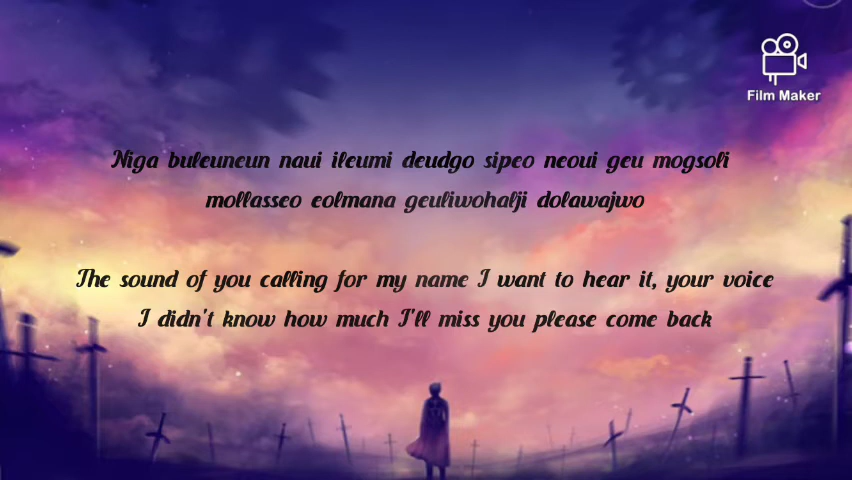 Film Maker
Niga buleuneun naui ileumi deudgo sipeo neoui geu mogsoli
mollasseo eolmana geuliwohalji dolawajwo
The sound of you calling for my name I want to hear it, your voice
I didn't know how much I'll miss you please come back